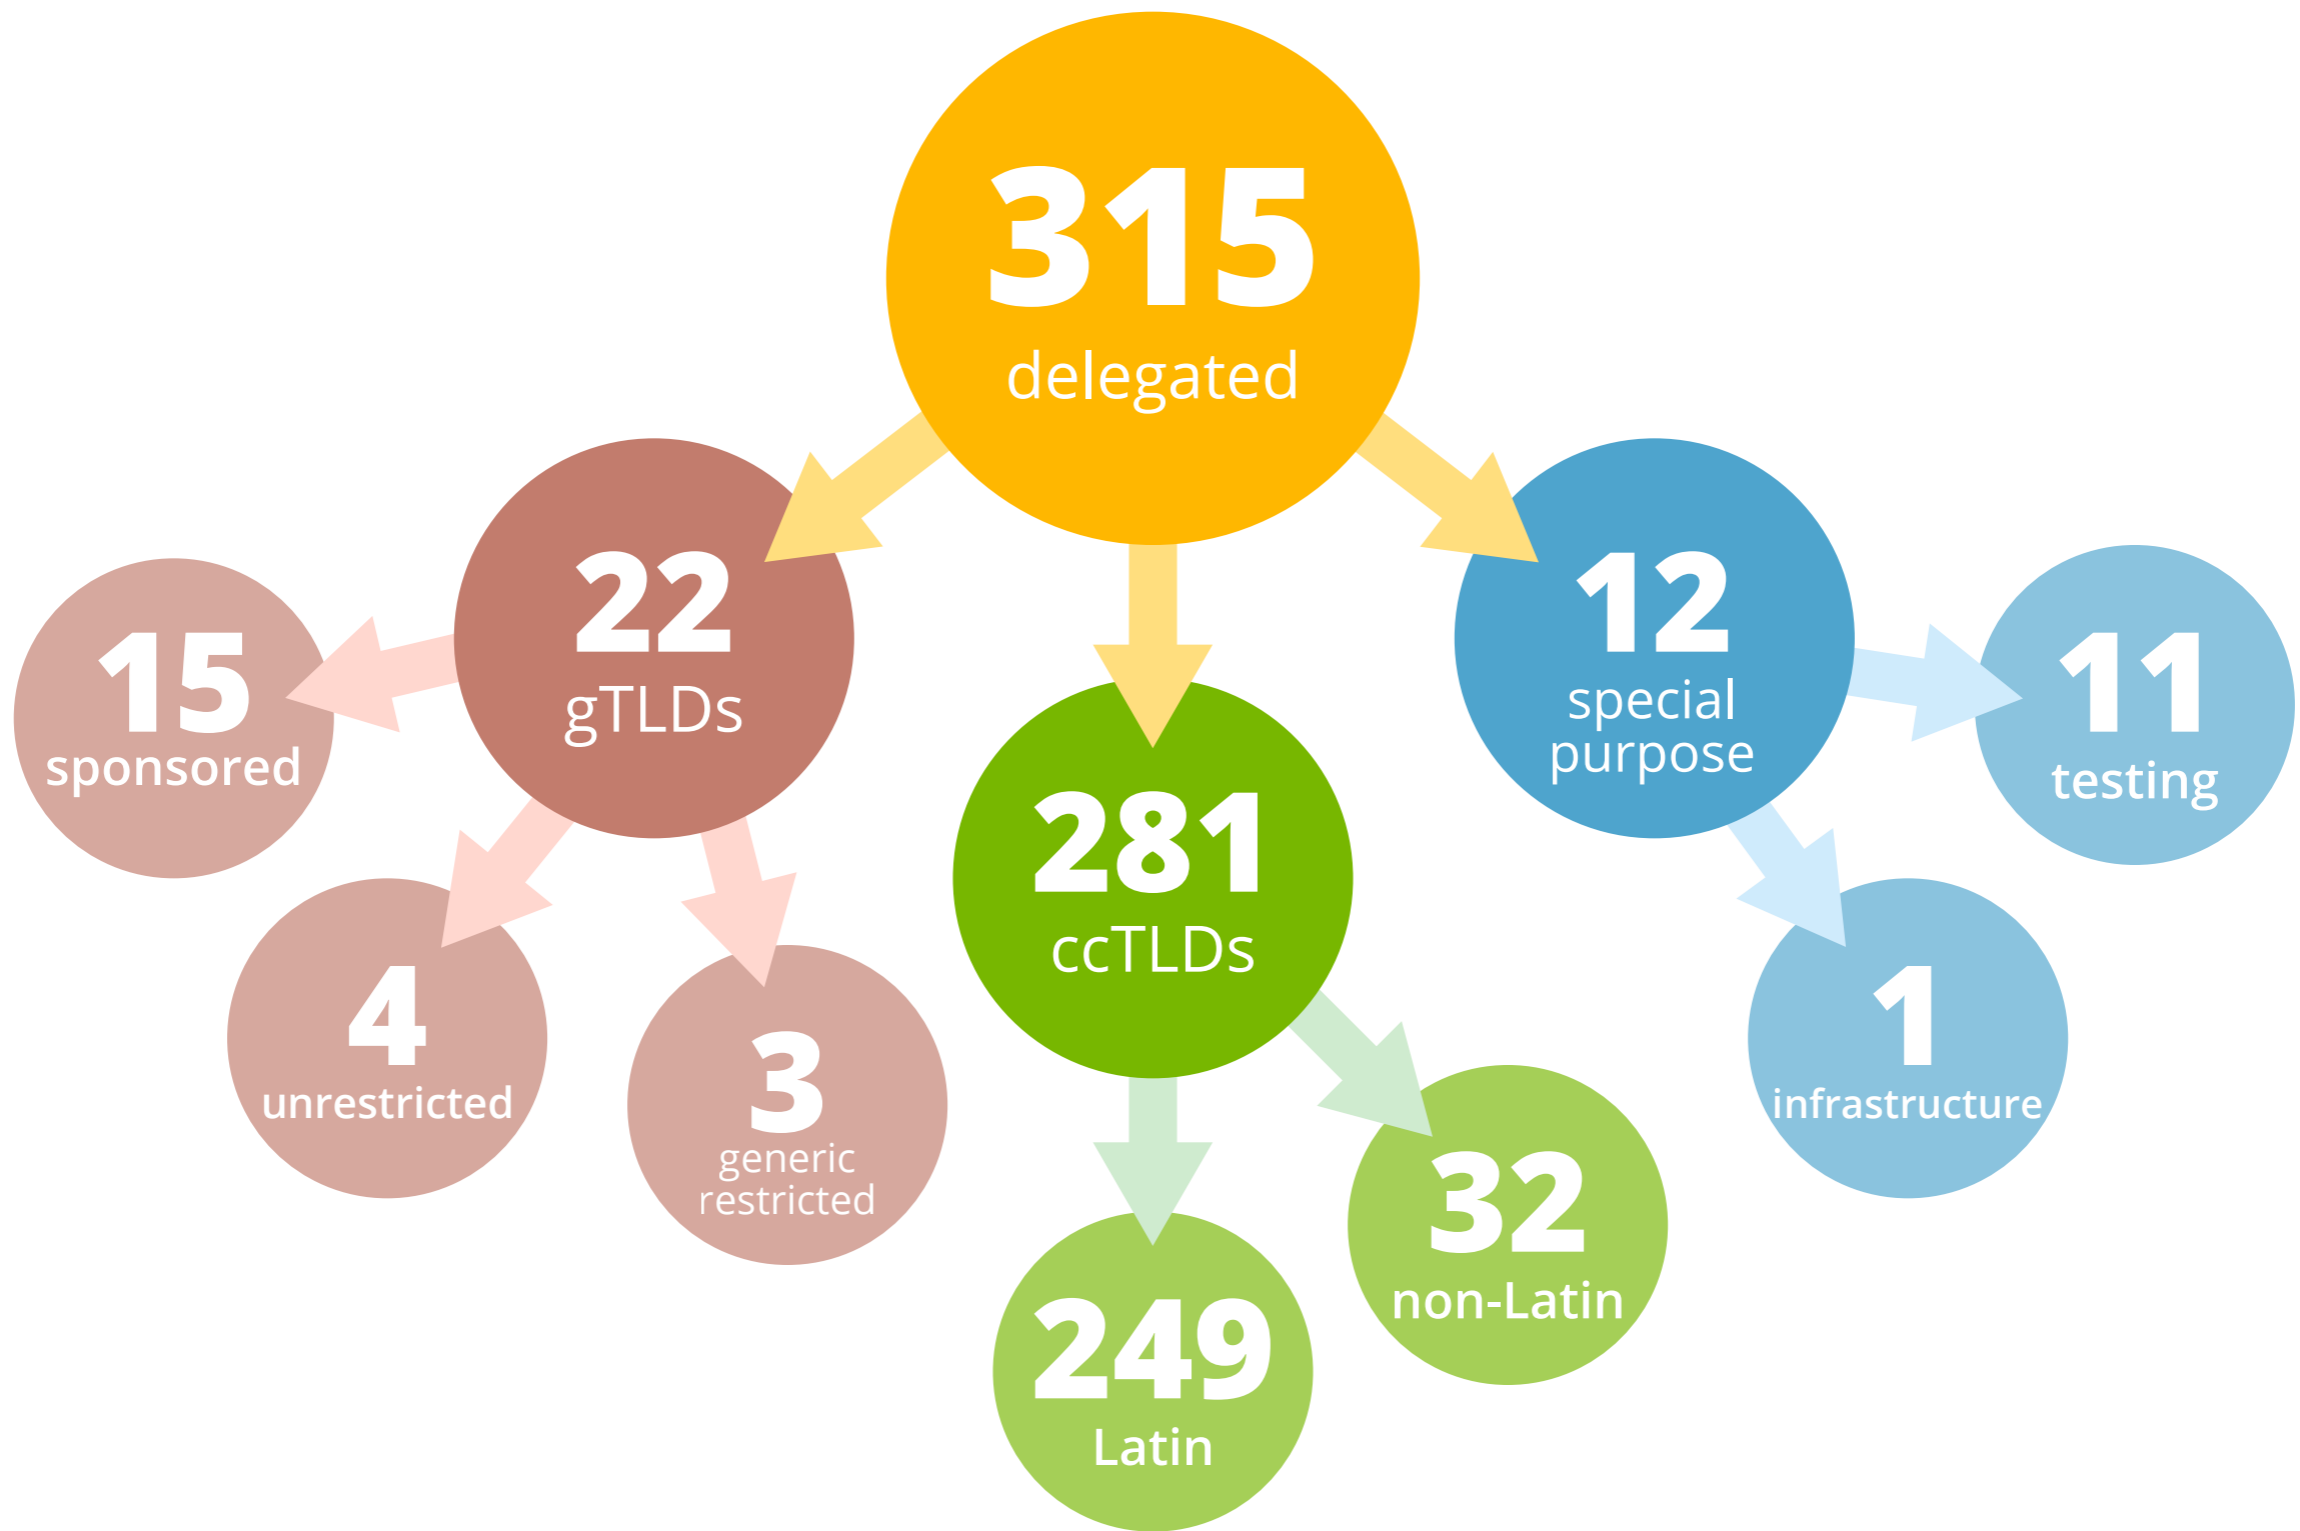 315
delegated
22
gTLDs
12
special
purpose
15
sponsored
11
testing
281
ccTLDs
4
unrestricted
3
generic
restricted
1
infrastructure
32
non-Latin
249
Latin